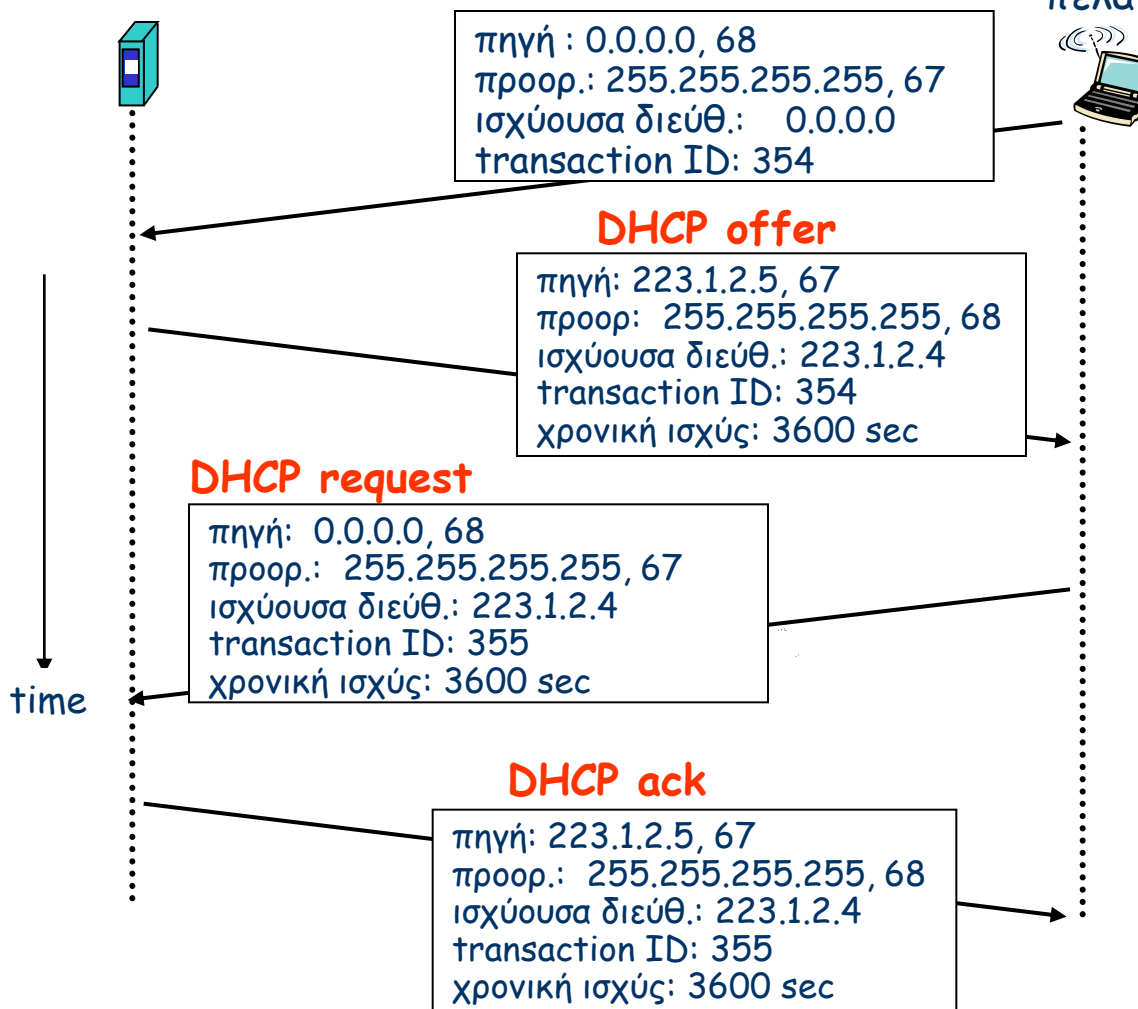 πηγή : 0.0.0.0, 68
προορ.: 255.255.255.255, 67
ισχύουσα διεύθ.: 0.0.0.0
transaction ID: 354
DHCP offer
πηγή: 223.1.2.5, 67
προορ: 255.255.255.255, 68
ισχύουσα διεύθ.: 223.1.2.4
transaction ID: 354
χρονική ισχύς: 3600 sec
DHCP request
πηγή: 0.0.0.0, 68
προορ.: 255.255.255.255, 67
ισχύουσα διεύθ.: 223.1.2.4
transaction ID: 355
χρονική ισχύς: 3600 sec
time
DHCP ack
πηγή: 223.1.2.5, 67
προορ.: 255.255.255.255, 68
ισχύουσα διεύθ.: 223.1.2.4
transaction ID: 355
χρονική ισχύς: 3600 sec